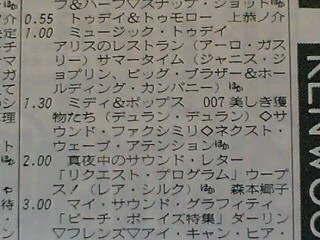 プ＆ハーフ▽スナップ・ショットほ
0.55 トゥデイ＆トゥモロー 上恭ノ介
1.00 ミュージック・トゥデイ
アリスのレストラン（アーロ・ガス
リー）サマータイム（ジャニス・ジ
ョプリン、ビッグ・ブラザー＆ホー
ルディング・カンパニー） ほ
1.30 ミディ＆ポップス 007 美しき獲
物たち（デュラン・デュラン）◇サ
ウンド・ファクシミリ◇ネクスト・
ウェーブ・アテンション ほ
2.00 真夜中のサウンド・レター
「リクエスト・プログラム」ウープ
ス！（レア・シルク） ほ 森本郷子
3.00 マイ・サウンド・グラフィティ
「ビーチ・ボーイズ特集」ダーリン
▽フレンズ▽アイ・キャン・ヒア・
KENWOO